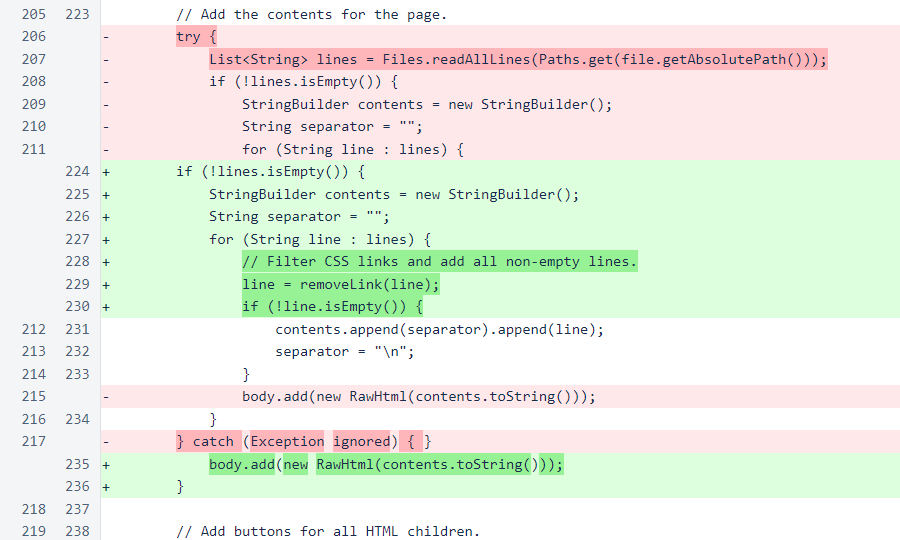 205 223 // Add the contents for the page.
206 - try {
207 - List<String> lines = Files.readAllLines(Paths.get(file.getAbsolutePath()));
208 - if (!lines.isEmpty()) {
209 - StringBuilder contents = new StringBuilder();
210 - String separator = "";
211 - for (String line : lines) {
224 + if (!lines.isEmpty()) {
225 + StringBuilder contents = new StringBuilder();
226 + String separator = "";
227 + for (String line : lines) {
228 + // Filter CSS links and add all non-empty lines.
229 + line = removeLink(line);
230 + if (!line.isEmpty()) {
212 231 contents.append(separator).append(line);
213 232 separator = "\n";
214 233 }
215 - body.add(new RawHtml(contents.toString()));
216 234 }
217 - } catch (Exception ignored) { }
235 + body.add(new RawHtml(contents.toString()));
236 + }
218 237
219 238 // Add buttons for all HTML children.